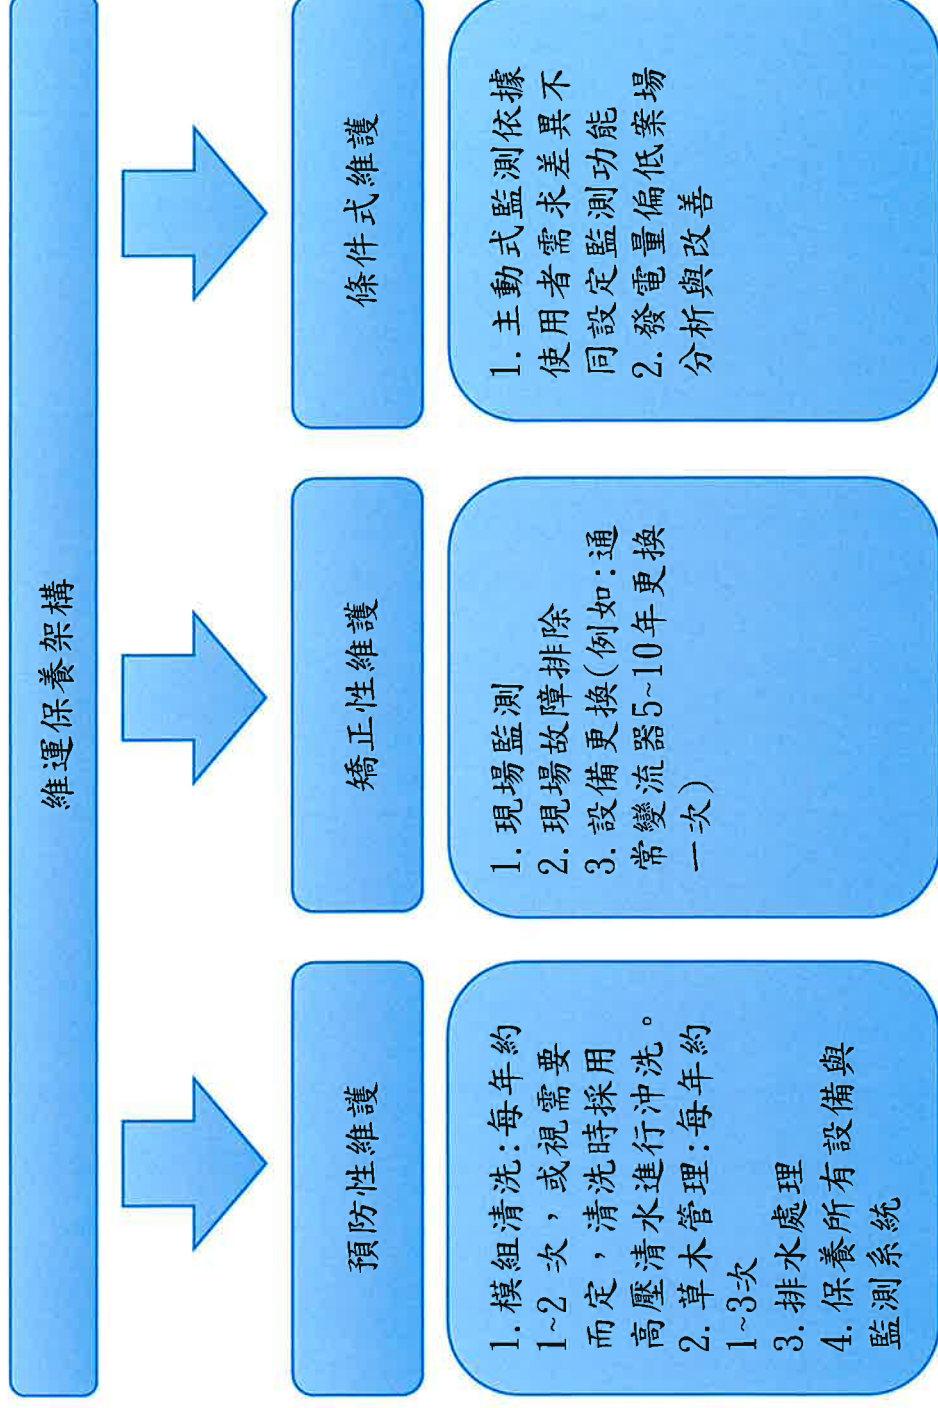 維運保養架構
預防性維護
1.模組清洗:每年約
1~2 次，或視需要
而定，清洗時採用
高壓清水進行沖洗。
2.草木管理:每年約
1~3次
3.排水處理
4.保養所有設備與
監測系統
矯正性維護
1.現場監測
2.現場故障排除
3.設備更換(例如:通
常變流器5~10年更換
一次)
條件式維護
1.主動式監測依據
使用者需求差異不
同設定監測功能
2.發電量偏低案場
分析與改善